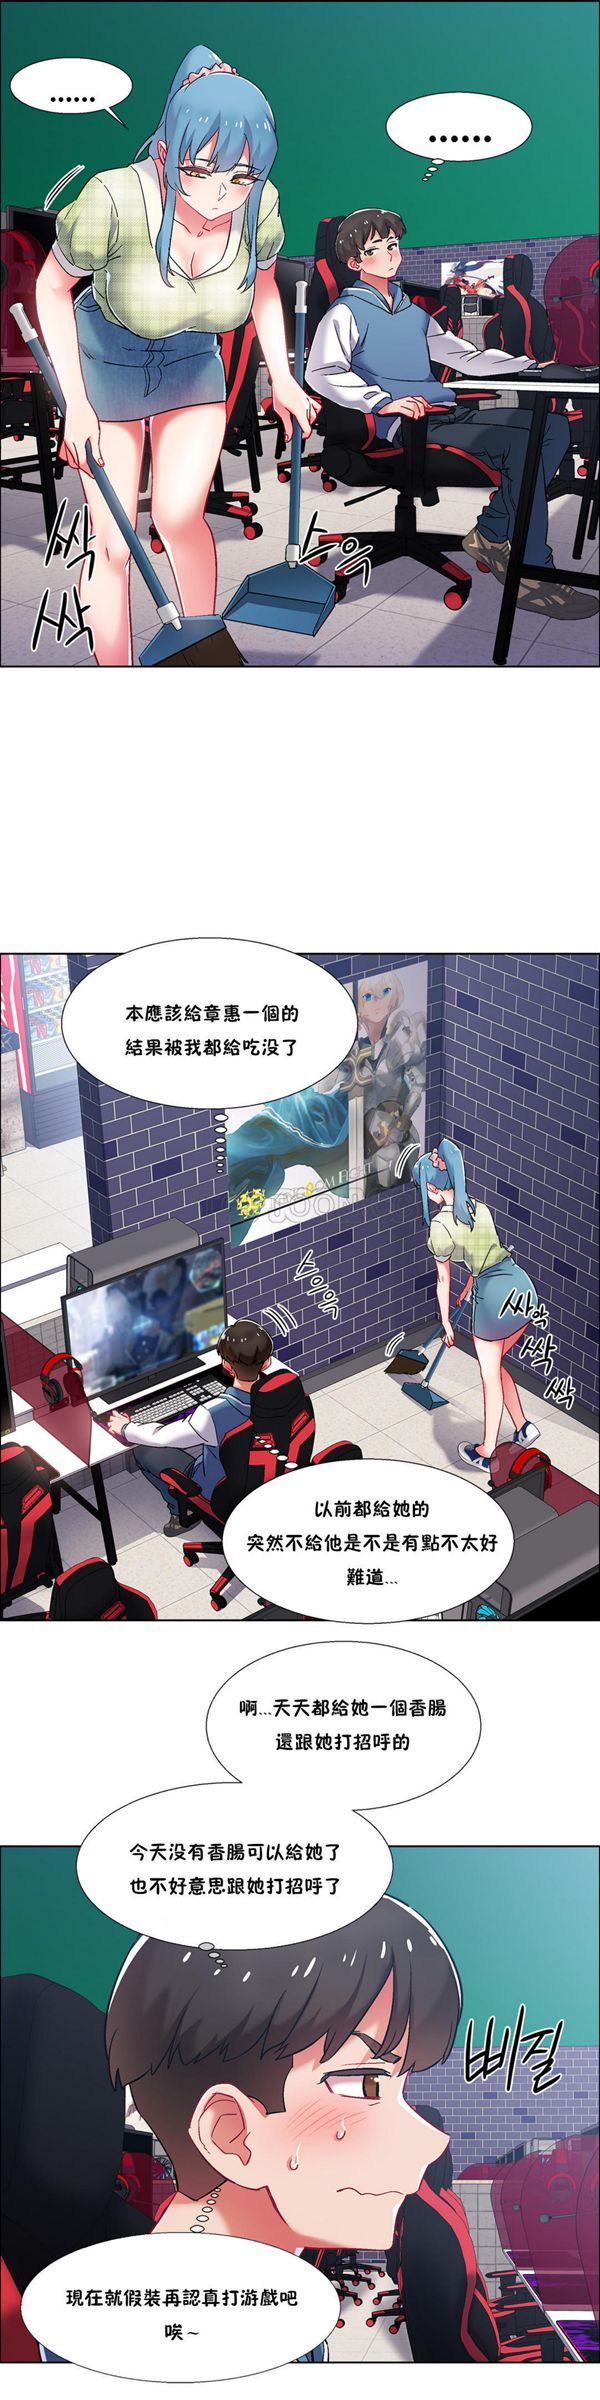 ......
......
싹
싹
스윽
本應該給章惠一個的
結果被我都給吃没了
스으윽
싸악
싹
싹
以前都給她的
突然不給他是不是有點不太好
難道...
啊...天天都給她一個香腸
還跟她打招呼的
今天没有香腸可以給她了
也不好意思跟她打招呼了
삐질
現在就假裝再認真打游戲吧
唉~